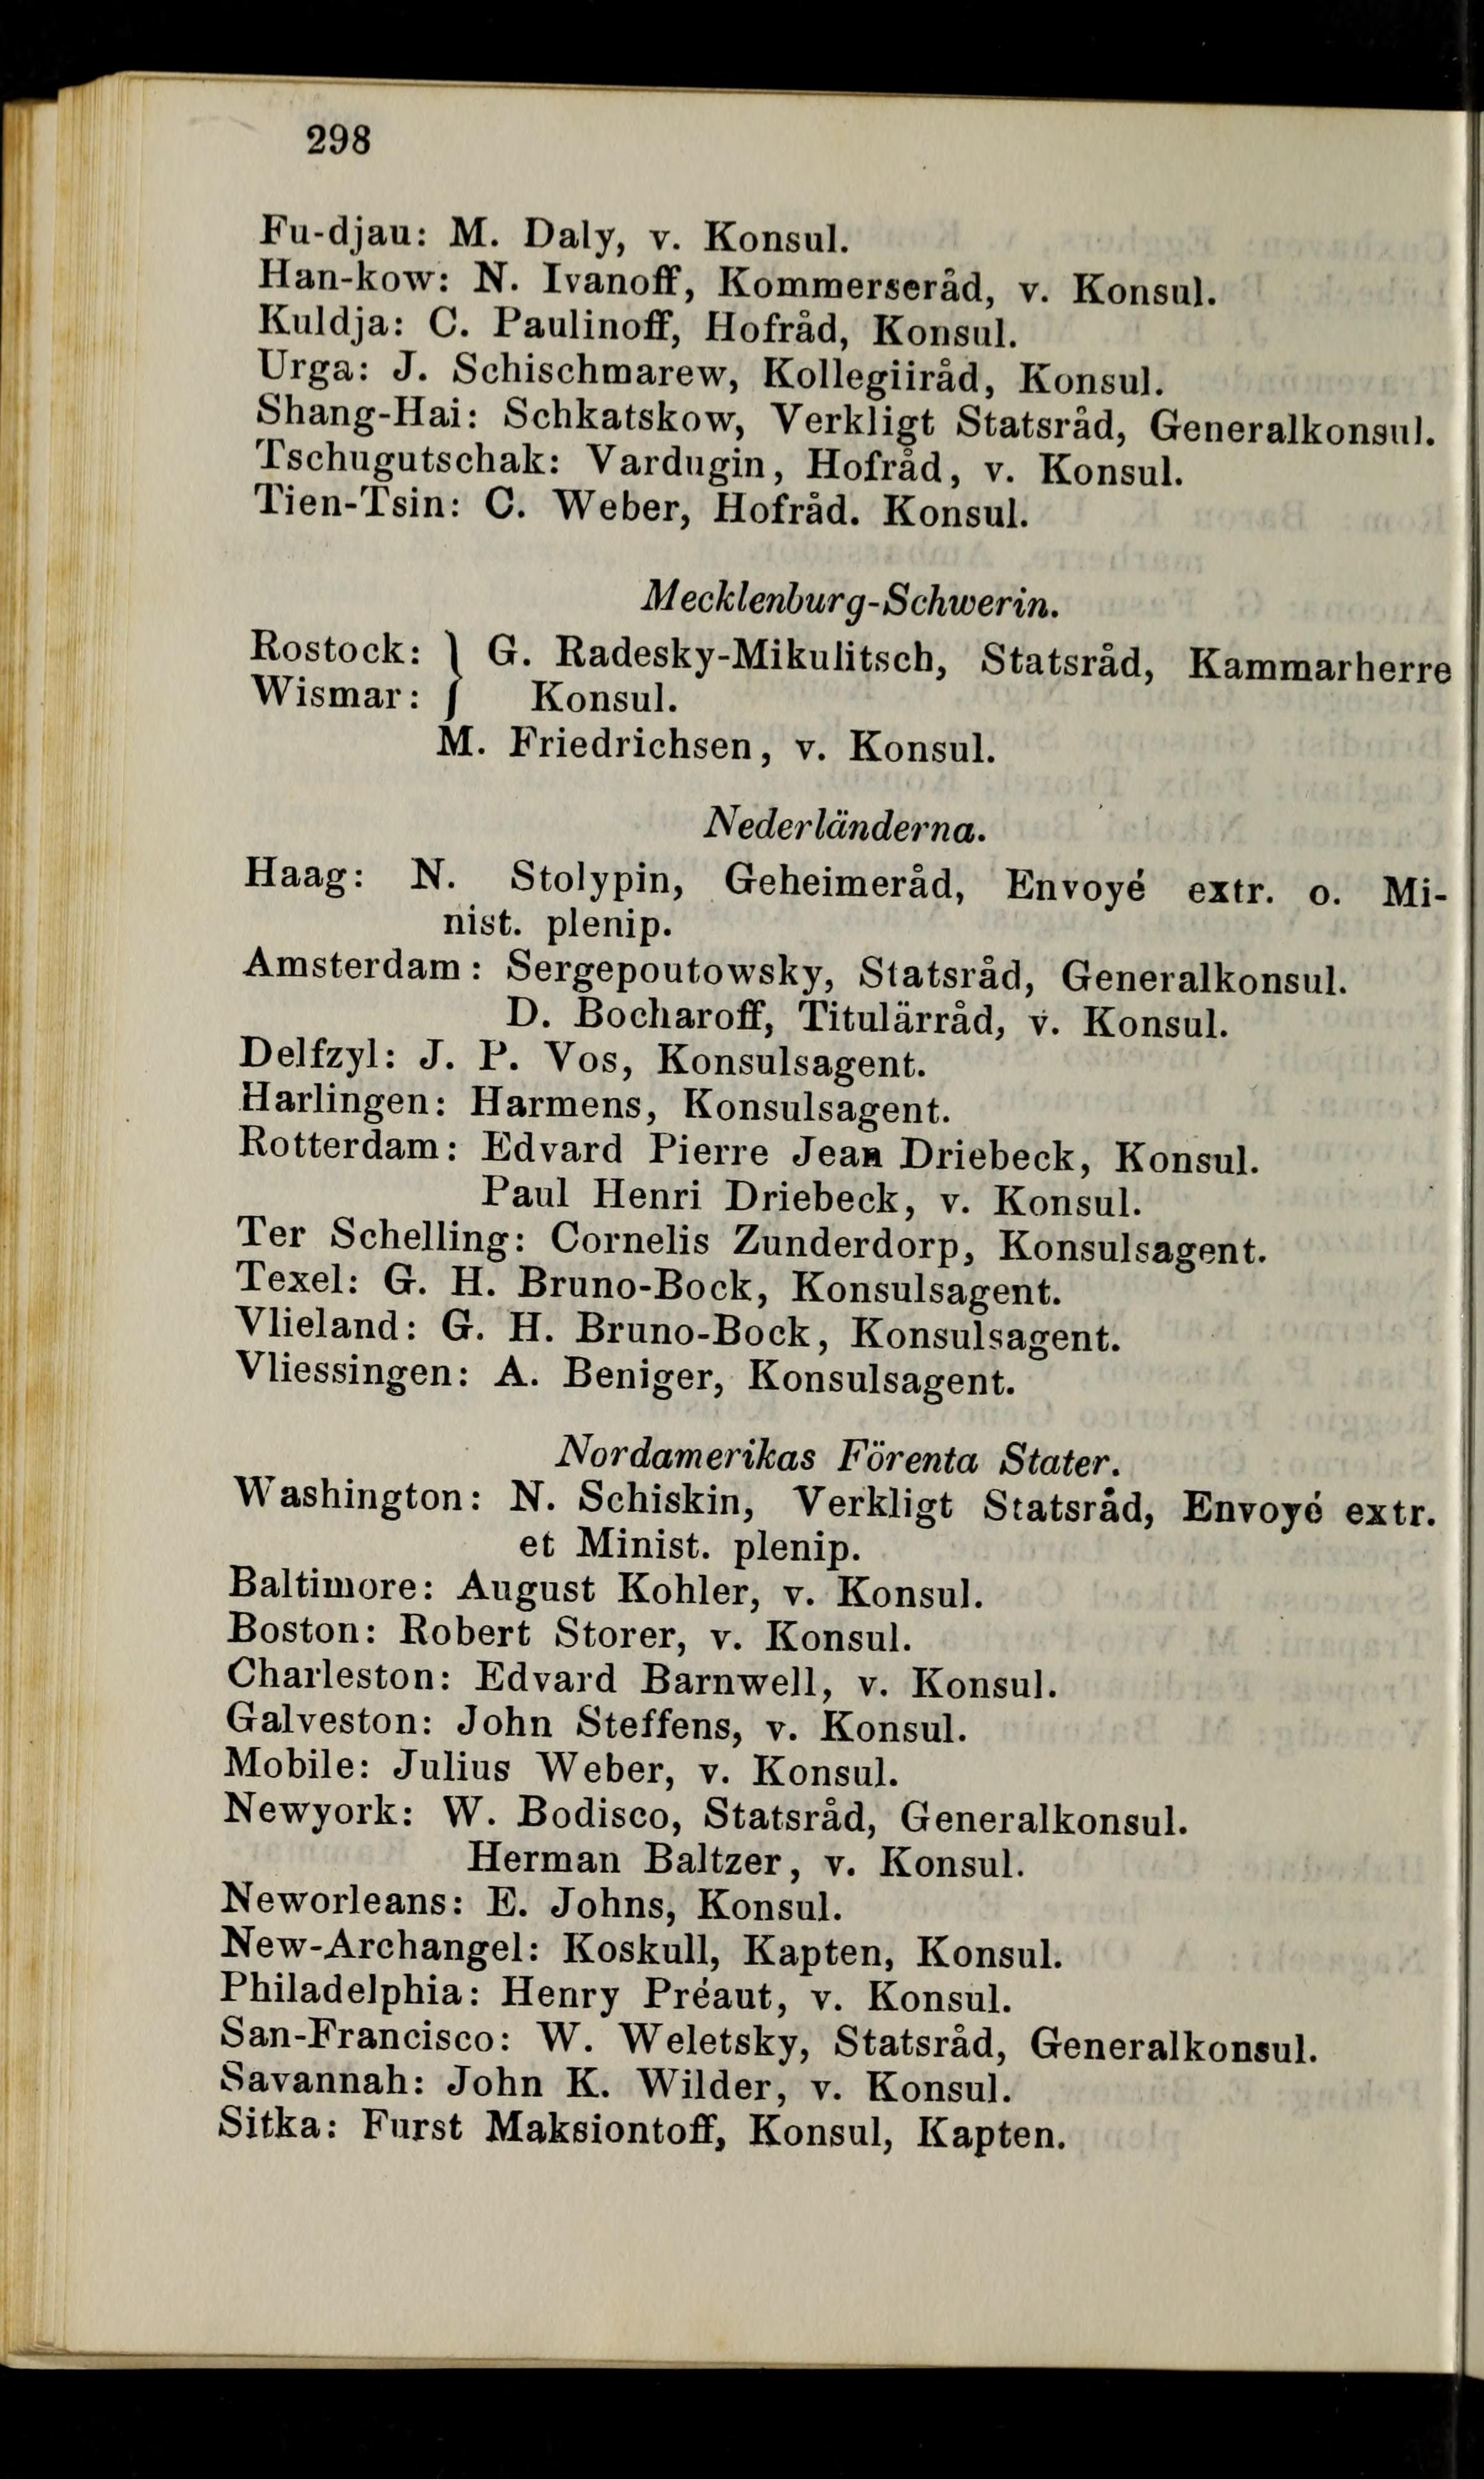 298
Fu-djau: M. Daly, v. Konsul.
Han-kow: N. Ivanoff, Kommerseråd, v. Konsul.
Kuldja: C. Paulinoff, Hofråd, Konsul.
Urga: J. Schischmarew, Kollegiiråd, Konsul.
Shang-Hai: Schkatskow, Verkligt Statsråd, Generalkonsul.
Tschugutschak: Vardugin, Hofråd, v. Konsul.
Tien-Tsin: C. Weber, Hofråd. Konsul.
Mecklenburg-Schwerin.
Rostock: } G. Radesky-Mikulitsch, Statsråd, Kammarherre
Wismar: } Konsul.
M. Friedrichsen, v. Konsul.
Nederländerna.
Haag: N. Stolypin, Geheimeråd, Envoyé extr. o. Mi-
nist. plenip.
Amsterdam: Sergepoutowsky, Statsråd, Generalkonsul.
D. Bocharoff, Titulärråd, v. Konsul.
Delfzyl: J. P. Vos, Konsulsagent.
Harlingen: Harmens, Konsulsagent.
Rotterdam: Edvard Pierre Jean Driebeck, Konsul.
Paul Henri Driebeck, v. Konsul.
Ter Schelling: Cornelis Zunderdorp, Konsulsagent.
Texel: G. H. Bruno-Bock, Konsulsagent.
Vlieland: G. H. Bruno-Bock, Konsulsagent.
Vliessingen: A. Beniger, Konsulsagent.
Nordamerikas Förenta Stater.
Washington: N. Schiskin, Verkligt Statsråd, Envoyé extr.
et Minist. plenip.
Baltimore: August Kohler, v. Konsul.
Boston: Robert Storer, v. Konsul.
Charleston: Edvard Barnwell, v. Konsul.
Galveston: John Steffens, v. Konsul.
Mobile: Julius Weber, v. Konsul.
Newyork: W. Bodisco, Statsråd, Generalkonsul.
Herman Baltzer, v. Konsul.
Neworleans: E. Johns, Konsul.
New-Archangel: Koskull, Kapten, Konsul.
Philadelphia: Henry Préaut, v. Konsul.
San-Francisco: W. Weletsky, Statsråd, Generalkonsul.
Savannah: John K. Wilder, v. Konsul.
Sitka: Furst Maksiontoff, Konsul, Kapten.